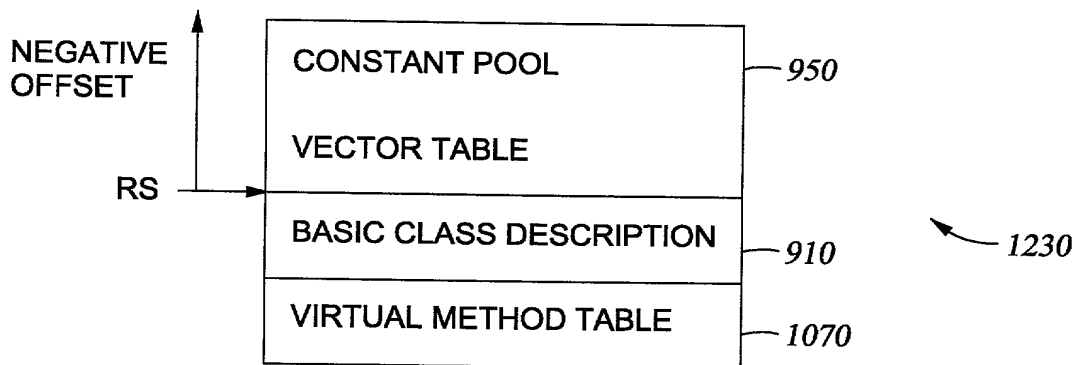 NEGATIVE
OFFSET
CONSTANT POOL
950
VECTOR TABLE
RS
BASIC CLASS DESCRIPTION
910
1230
VIRTUAL METHOD TABLE
1070